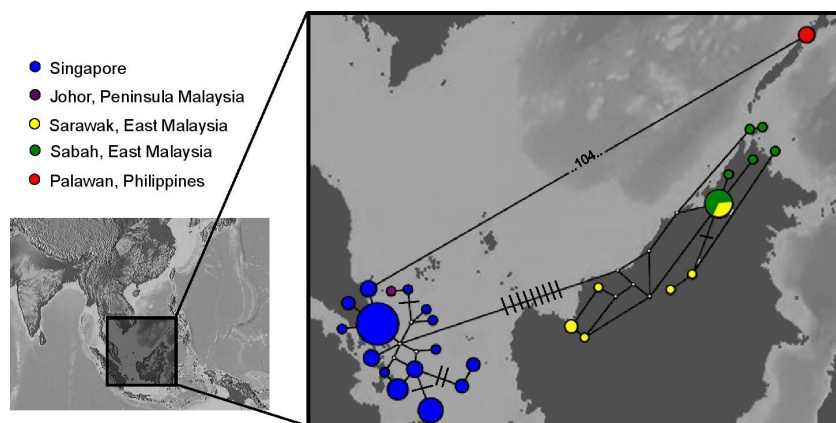 Singapore
Johor, Peninsula Malaysia
Sarawak, East Malaysia
Sabah, East Malaysia
Palawan, Philippines
..104..